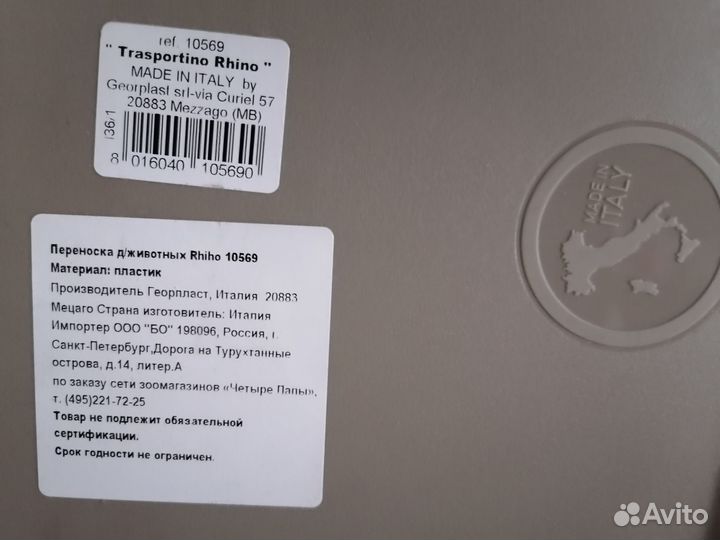 ref. 10569
" Trasportino Rhino "
MADE IN ITALY by
Georplast srl-via Curiel 57
20883 Mezzago (MB)
I36/1
8 016040 105690
MADE IN
ITALY
Переноска д/животных Rhiho 10569
Материал: пластик
Производитель Георпласт, Италия 20883
Мецаго Страна изготовитель: Италия
Импортер ООО "БО" 198096, Россия, г.
Санкт-Петербург,Дорога на Турухтанные
острова, д.14, литер.А
по заказу сети зоомагазинов «Четыре Лапы»,
т. (495)221-72-25
Товар не подлежит обязательной
сертификации.
Срок годности не ограничен.
Avito